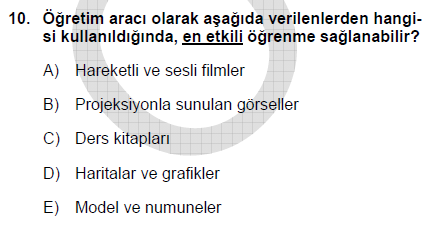 10. Öğretim aracı olarak aşağıda verilenlerden hangi-
si kullanıldığında, en etkili öğrenme sağlanabilir?
A) Hareketli ve sesli filmler
B) Projeksiyonla sunulan görseller
C) Ders kitapları
D) Haritalar ve grafikler
E) Model ve numuneler